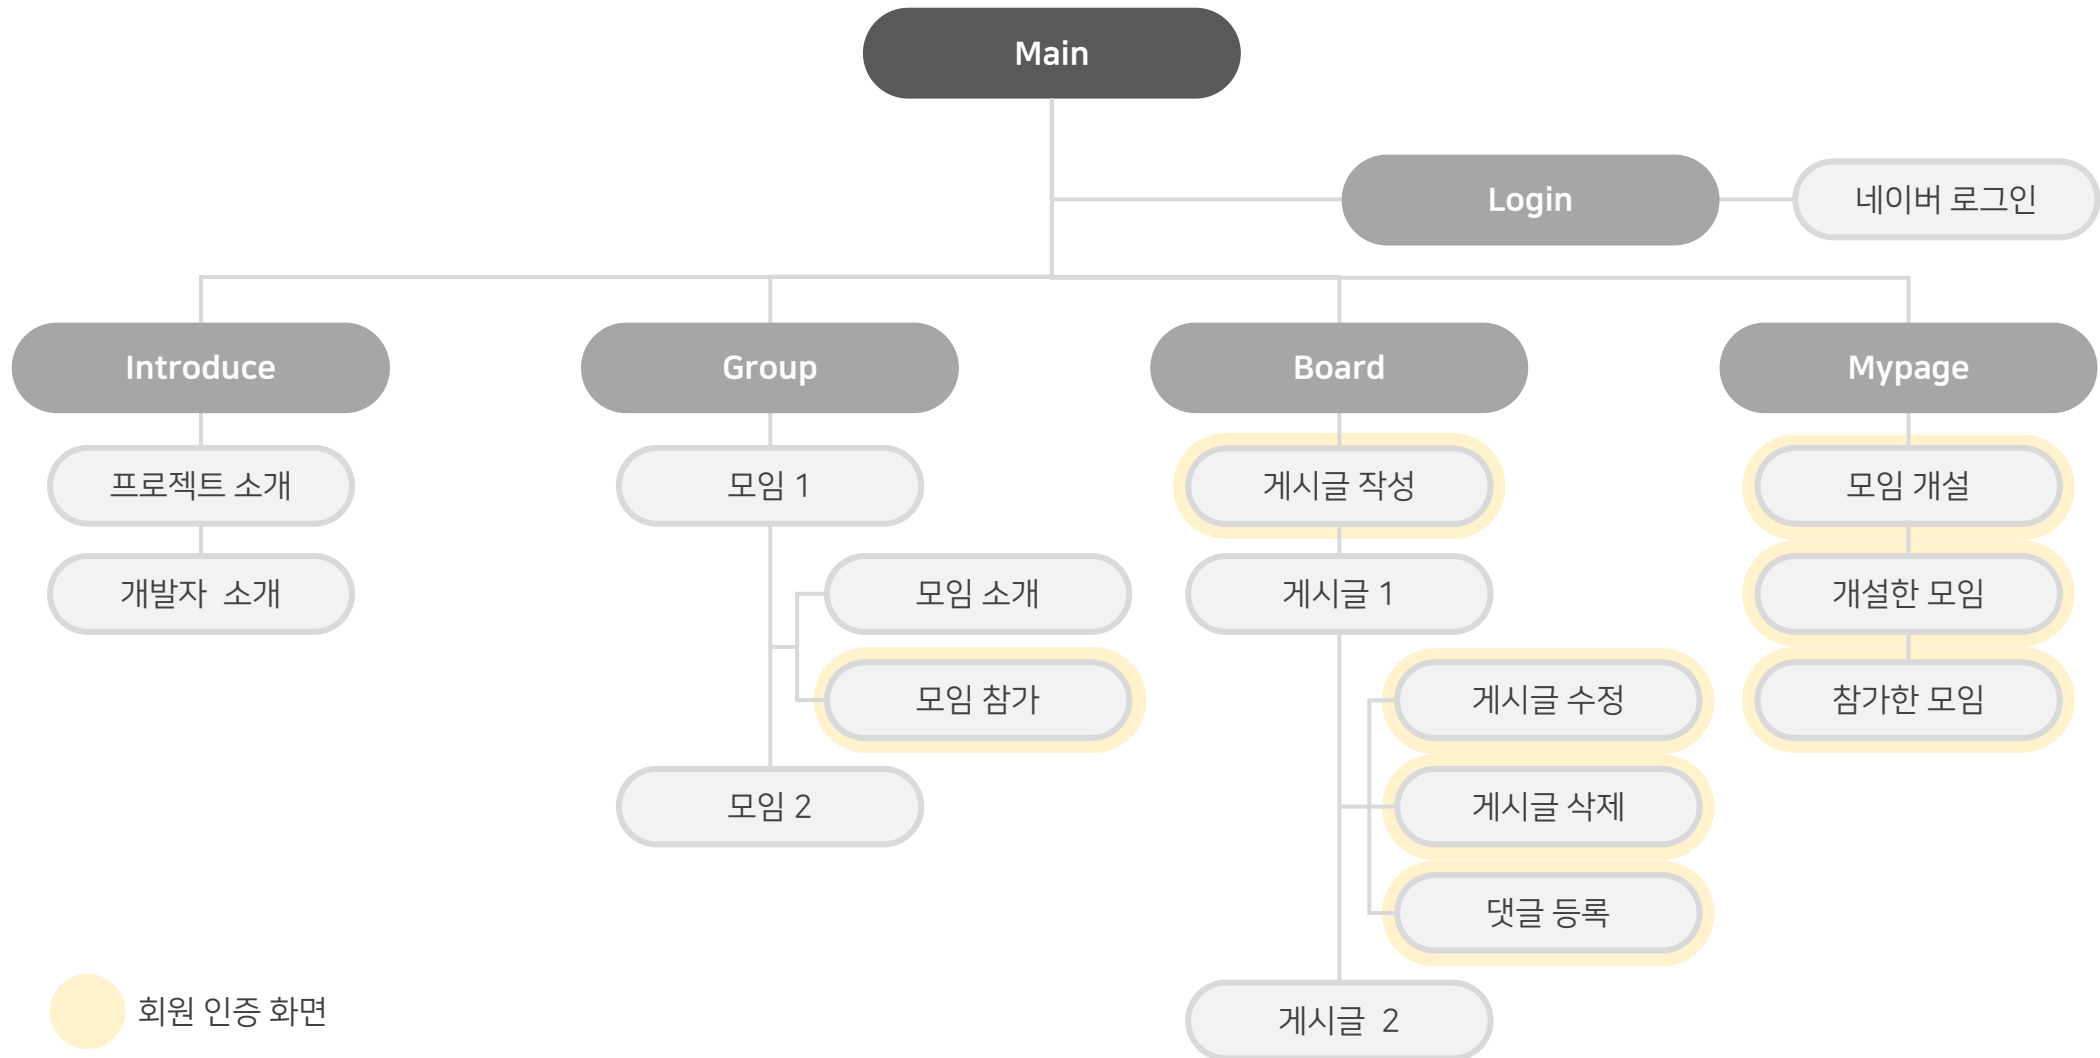 Main
Login
네이버 로그인
Introduce
Group
Board
Mypage
프로젝트 소개
모임 1
게시글 작성
모임 개설
개발자 소개
모임 소개
게시글 1
개설한 모임
모임 참가
게시글 수정
참가한 모임
모임 2
게시글 삭제
댓글 등록
회원 인증 화면
게시글 2